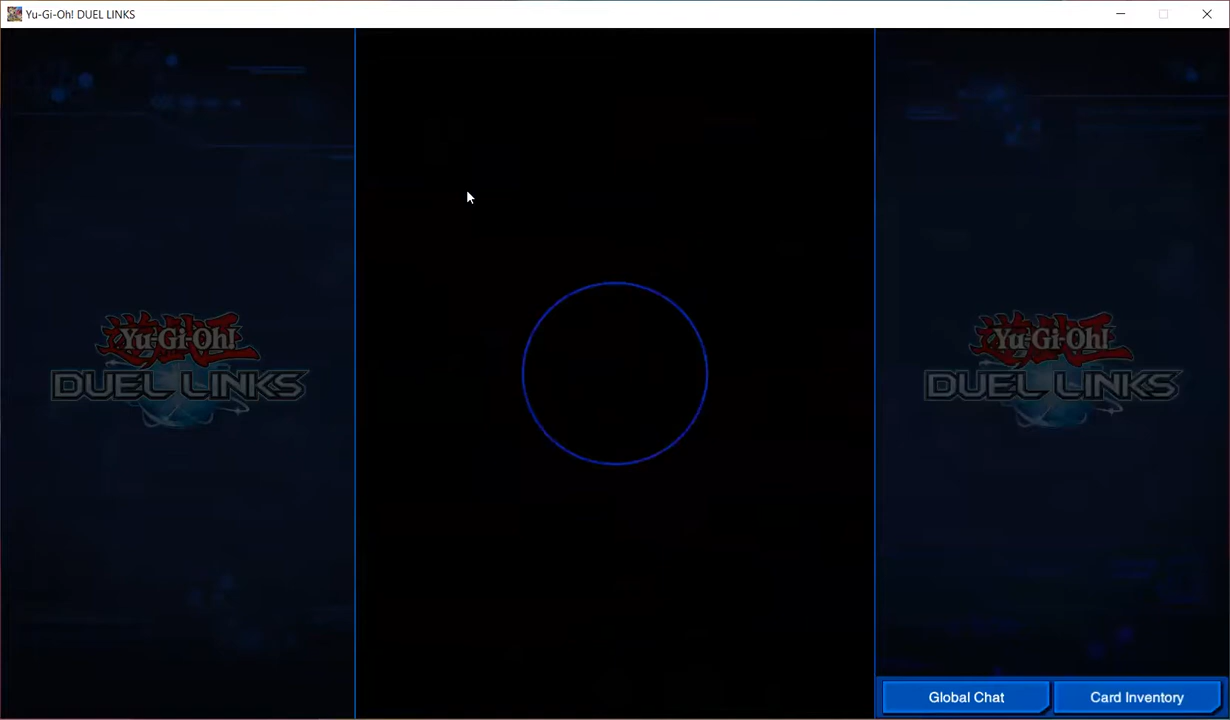 Yu-Gi-Oh! DUEL LINKS
Yu-Gi-Oh!
DUEL LINKS
Yu-Gi-Oh!
DUEL LINKS
Global Chat
Card Inventory